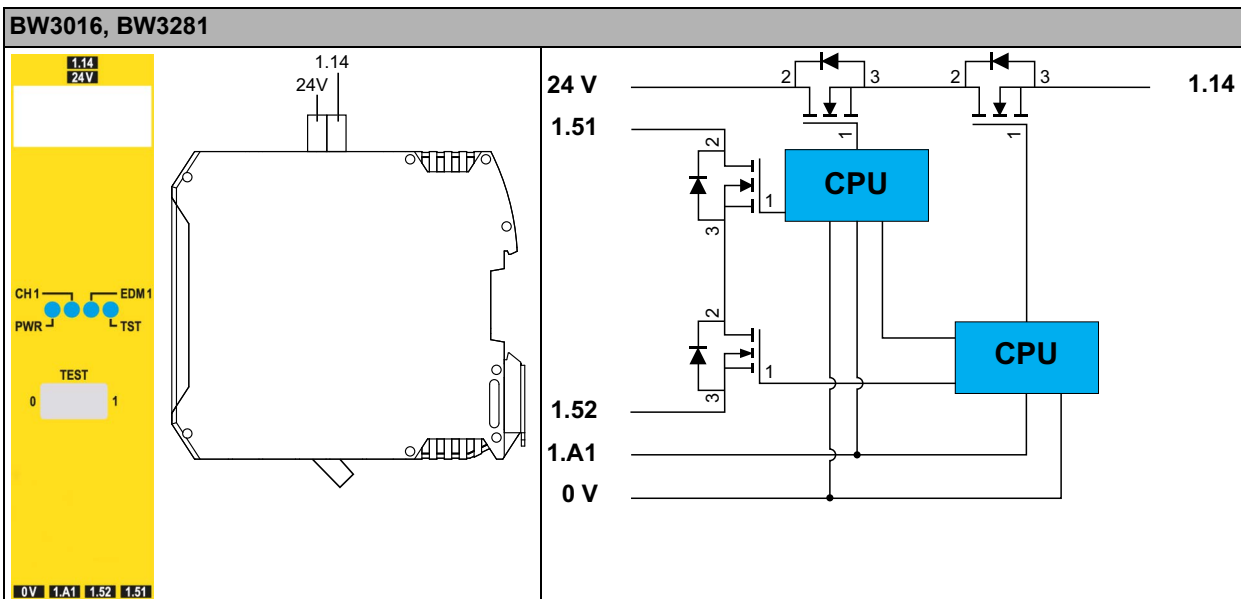 BW3016, BW3281
1.14
24V
1.14
24V
CH1
EDM1
PWR
TST
TEST
0
1
0V 1.A1 1.52 1.51
24 V
2
3
2
3
1.14
1
1
1.51
2
1
3
CPU
2
1
3
CPU
1.52
1.A1
0 V